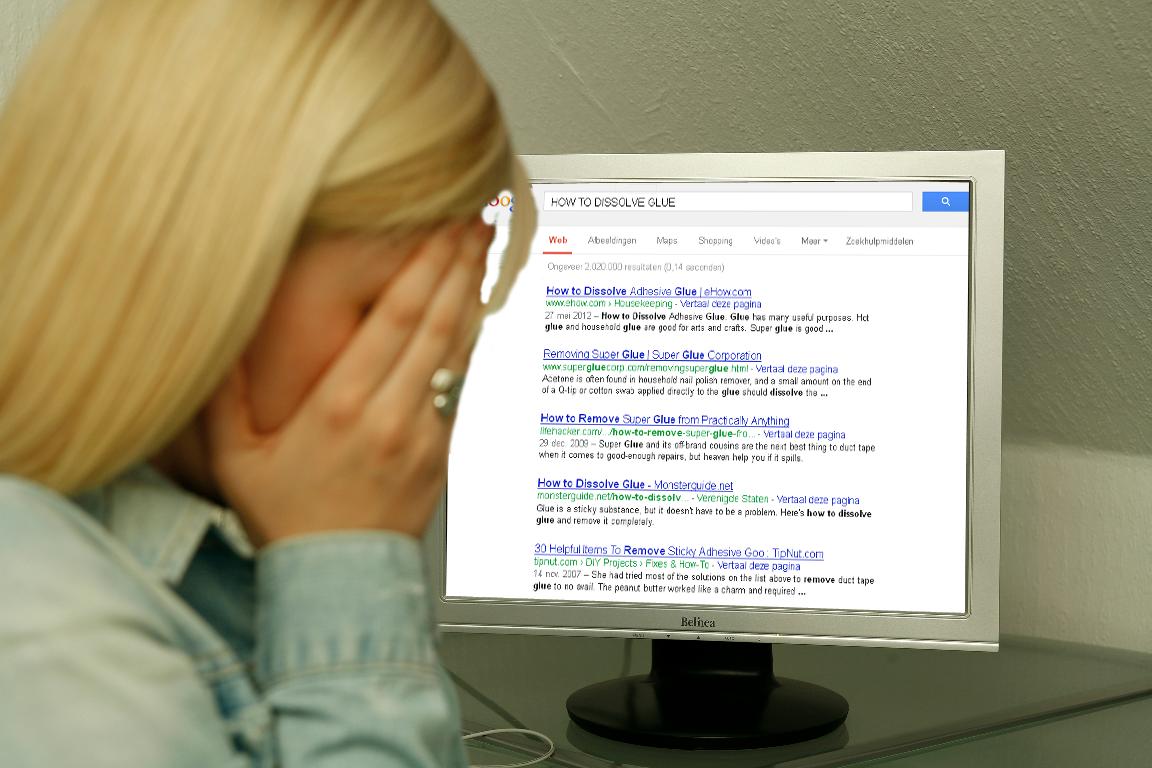 HOW TO DISSOLVE GLUE
Web Afbeeldingen Maps Shopping Video's Meer Zoekhulpmiddelen
Ongeveer 2.020.000 resultaten (0,14 seconden)
How to Dissolve Adhesive Glue | eHow.com
www.ehow.com › Housekeeping - Vertaal deze pagina
27 mei 2012 – How to Dissolve Adhesive Glue. Glue has many useful purposes. Hot
glue and household glue are good for arts and crafts. Super glue is good ...
Removing Super Glue | Super Glue Corporation
www.supergluecorp.com/removingsuperglue.html - Vertaal deze pagina
Acetone is often found in household nail polish remover, and a small amount on the end
of a Q-tip or cotton swab applied directly to the glue should dissolve the ...
How to Remove Super Glue from Practically Anything
lifehacker.com/.../how-to-remove-super-glue-fro... - Vertaal deze pagina
29 dec. 2009 – Super Glue and its off-brand cousins are the next best thing to duct tape
when it comes to good-enough repairs, but heaven help you if it spills.
How to Dissolve Glue - Monsterguide.net
monsterguide.net/how-to-dissolv... - Verenigde Staten - Vertaal deze pagina
Glue is a sticky substance, but it doesn't have to be a problem. Here's how to dissolve
glue and remove it completely.
30 Helpful Items To Remove Sticky Adhesive Goo : TipNut.com
tipnut.com › DIY Projects › Fixes & How-To - Vertaal deze pagina
14 nov. 2007 – She had tried most of the solutions on the list above to remove duct tape
glue to no avail. The peanut butter worked like a charm and required ...
Belinea